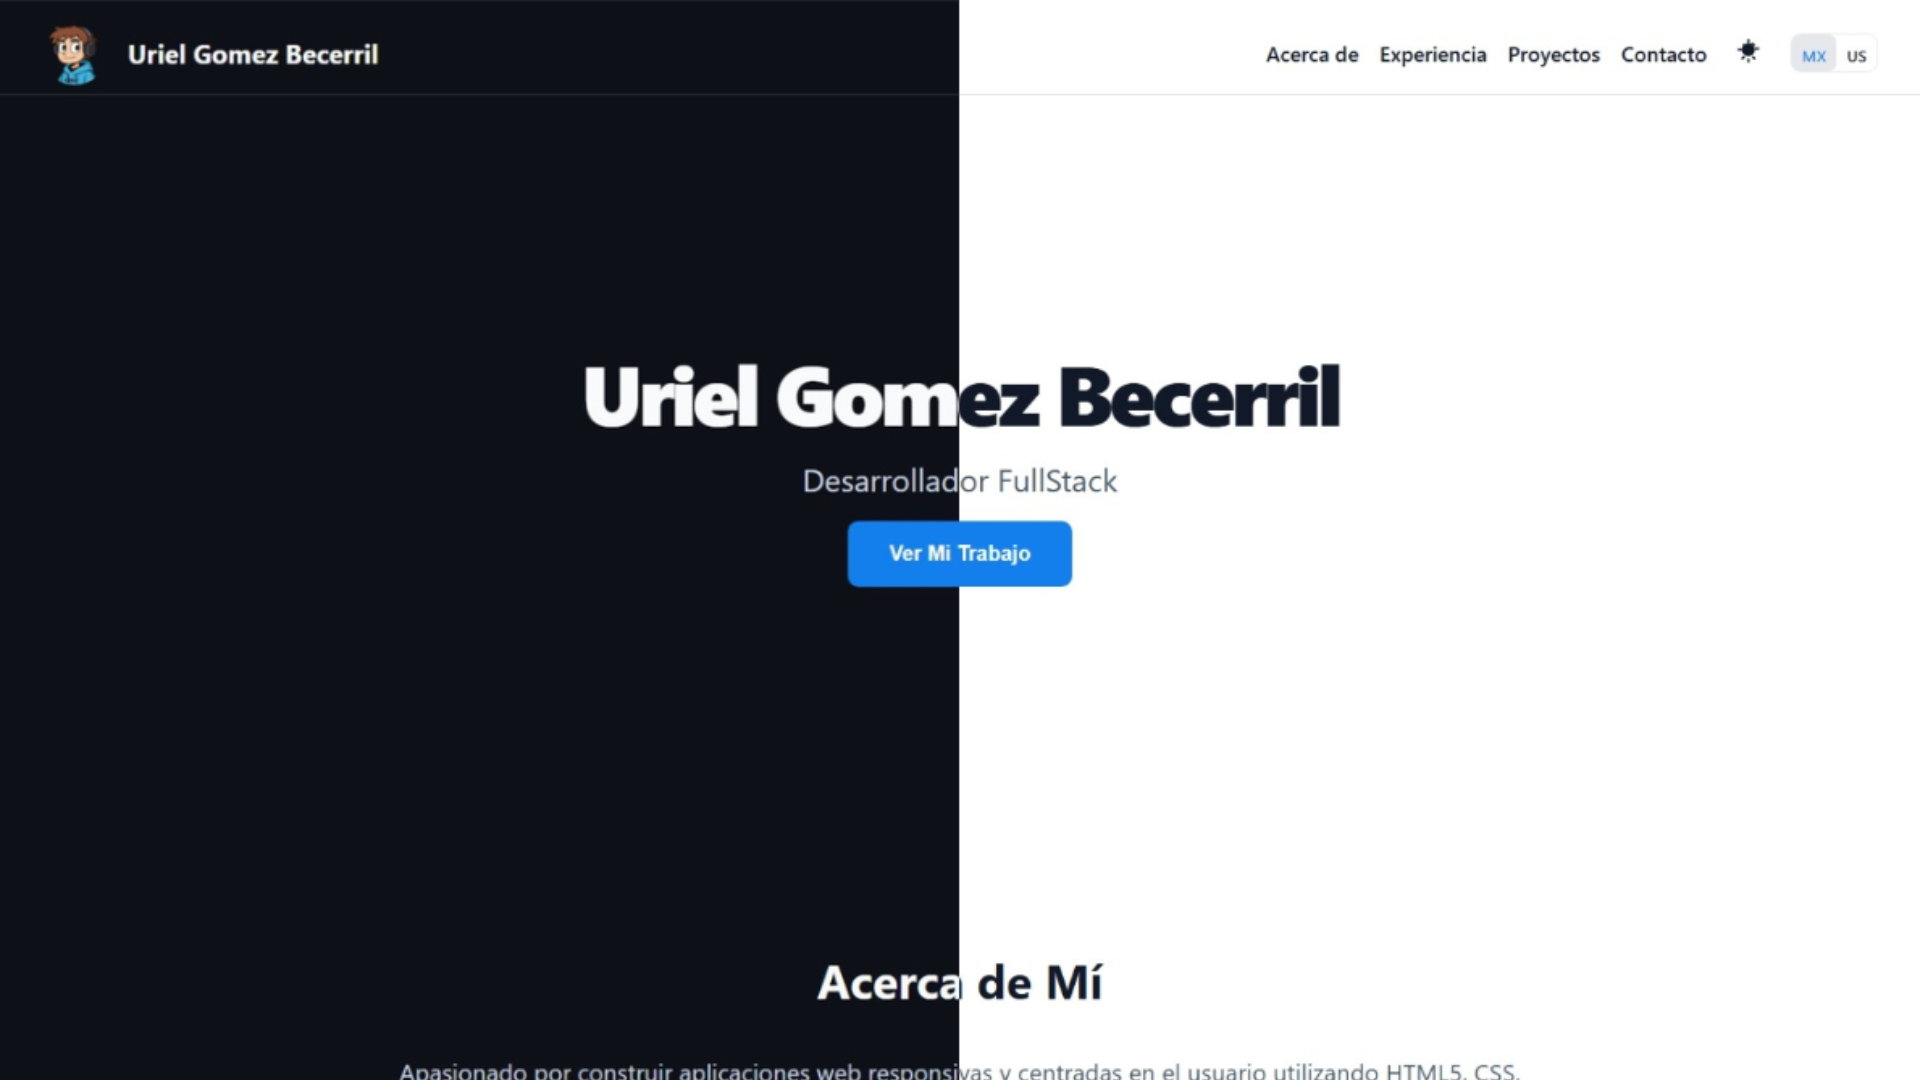 Uriel Gomez Becerril
Acerca de Experiencia Proyectos Contacto MX US
Uriel Gomez Becerril
Desarrollador FullStack
Ver Mi Trabajo
Acerca de Mí
Apasionado por construir aplicaciones web responsivas y centradas en el usuario utilizando HTML5, CSS,